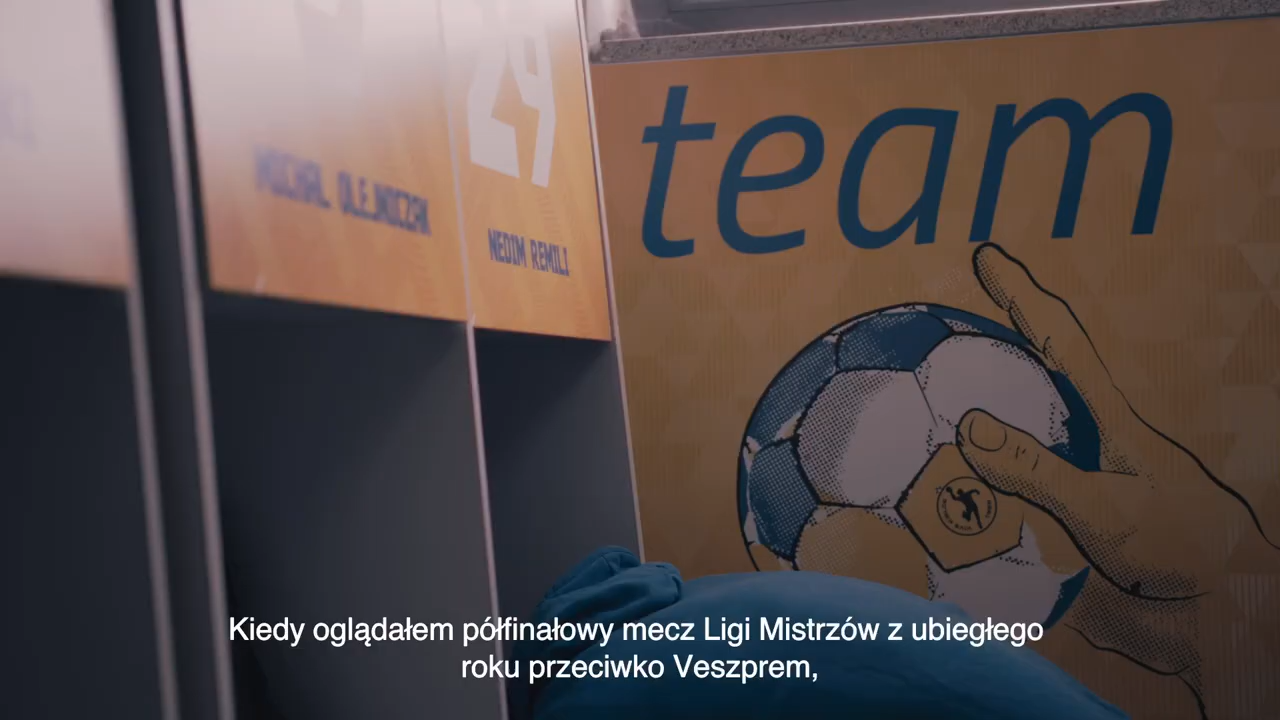 MICHAŁ OLEJNICZAK
29
NEDIM REMILI
team
Kiedy oglądałem półfinałowy mecz Ligi Mistrzów z ubiegłego
roku przeciwko Veszprem,